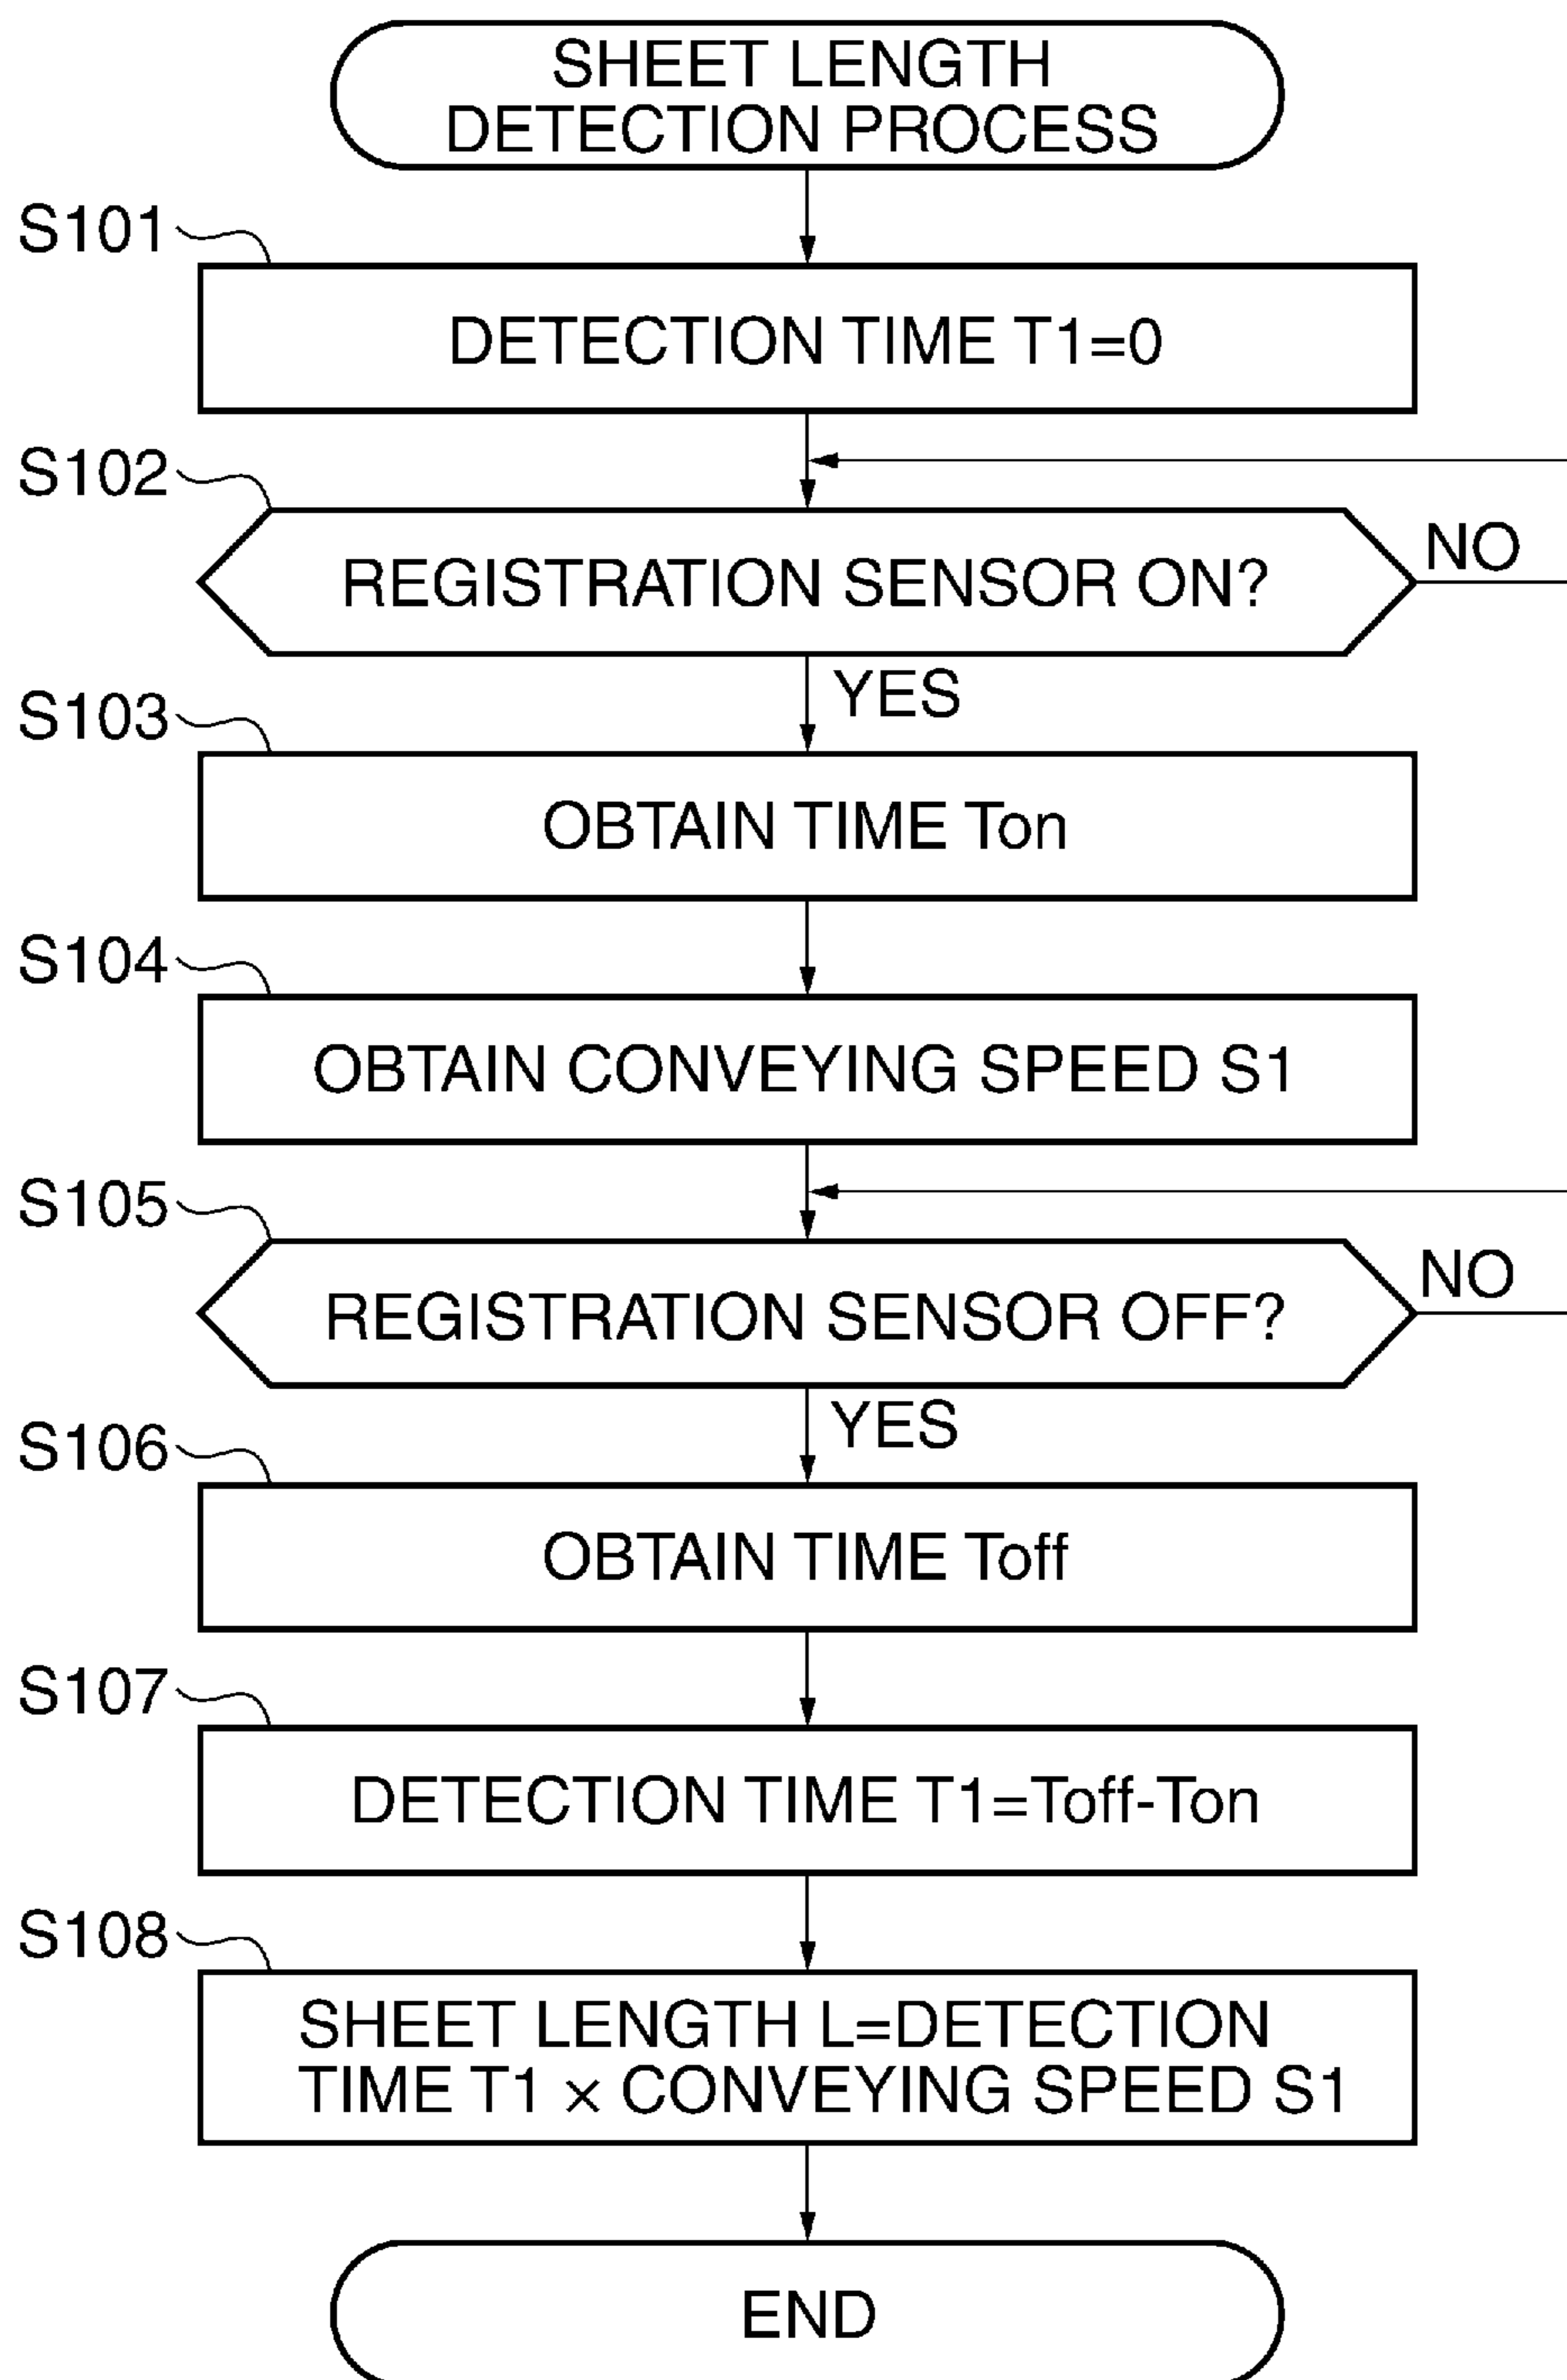 SHEET LENGTH
DETECTION PROCESS
S101
DETECTION TIME T1=0
S102
REGISTRATION SENSOR ON?
NO
YES
S103
OBTAIN TIME Ton
S104
OBTAIN CONVEYING SPEED S1
S105
REGISTRATION SENSOR OFF?
NO
YES
S106
OBTAIN TIME Toff
S107
DETECTION TIME T1=Toff-Ton
S108
SHEET LENGTH L=DETECTION
TIME T1 × CONVEYING SPEED S1
END